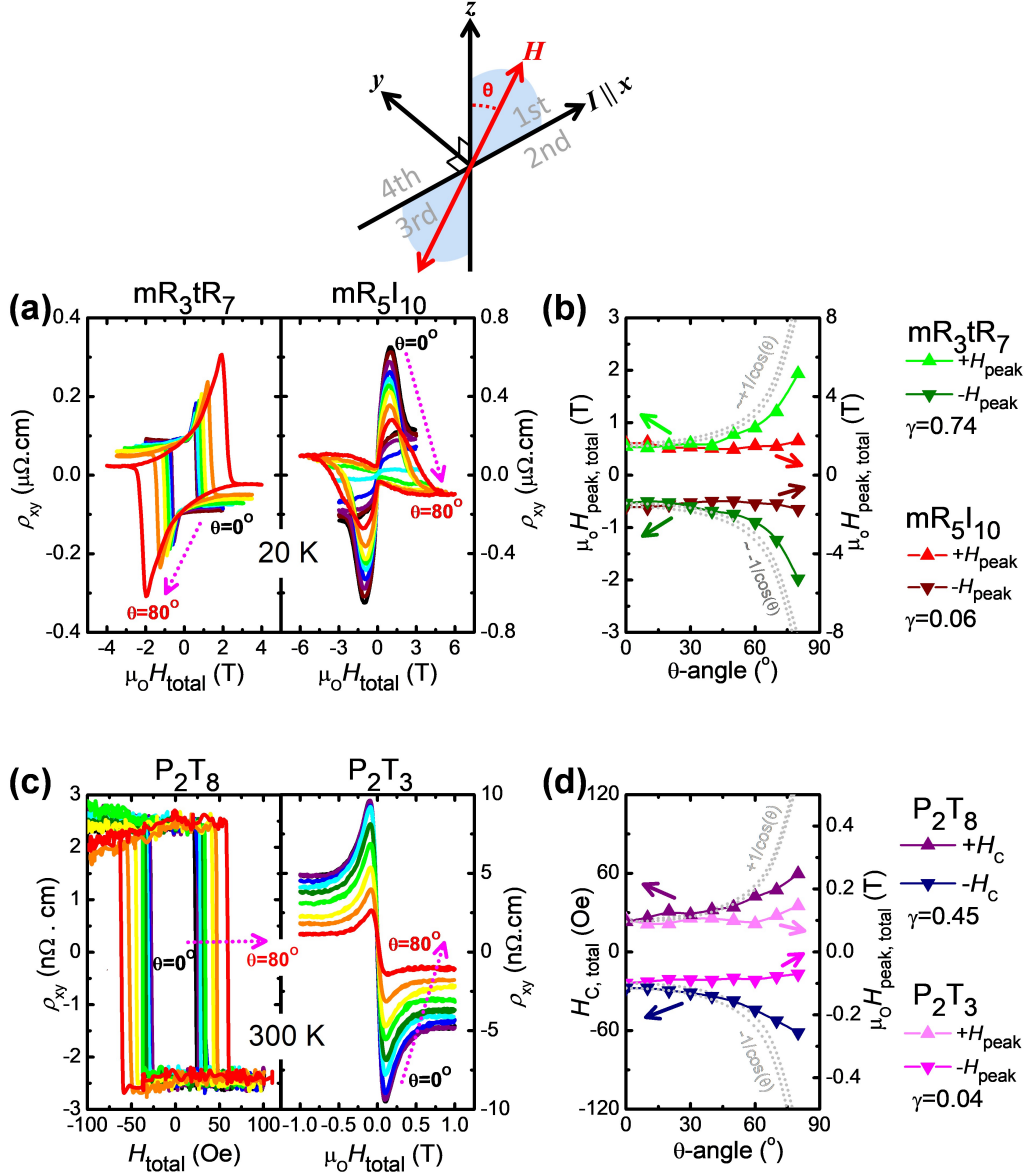 z
H
y
θ
I || x
1st
2nd
4th
3rd
(a)
mR3tR7
mR5I10
(b)
0.4
0.2
0.0
-0.2
-0.4
ρxy (μΩ.cm)
θ=0°
θ=80°
-4 -2 0 2 4
μoHtotal (T)
20 K
θ=0°
θ=80°
0.8
0.4
0.0
-0.4
-0.8
ρxy (μΩ.cm)
-6 -3 0 3 6
μoHtotal (T)
3
2
1
0
-1
-2
-3
μoHpeak, total (T)
~+1/cos(θ)
~ -1/cos(θ)
8
4
0
-4
-8
μoHpeak, total (T)
0 30 60 90
θ-angle (°)
mR3tR7
+Hpeak
-Hpeak
γ=0.74
mR5I10
+Hpeak
-Hpeak
γ=0.06
(c)
P2T8
P2T3
(d)
3
2
1
0
-1
-2
-3
ρxy (nΩ . cm)
θ=0°
θ=80°
-100 -50 0 50 100
Htotal (Oe)
300 K
θ=80°
θ=0°
10
5
0
-5
-10
ρxy (nΩ.cm)
-1.0 -0.5 0.0 0.5 1.0
μoHtotal (T)
120
60
0
-60
-120
HC, total (Oe)
+1/cos(θ)
-1/cos(θ)
0.4
0.2
0.0
-0.2
-0.4
μoHpeak, total (T)
0 30 60 90
θ-angle (°)
P2T8
+Hc
-Hc
γ=0.45
P2T3
+Hpeak
-Hpeak
γ=0.04